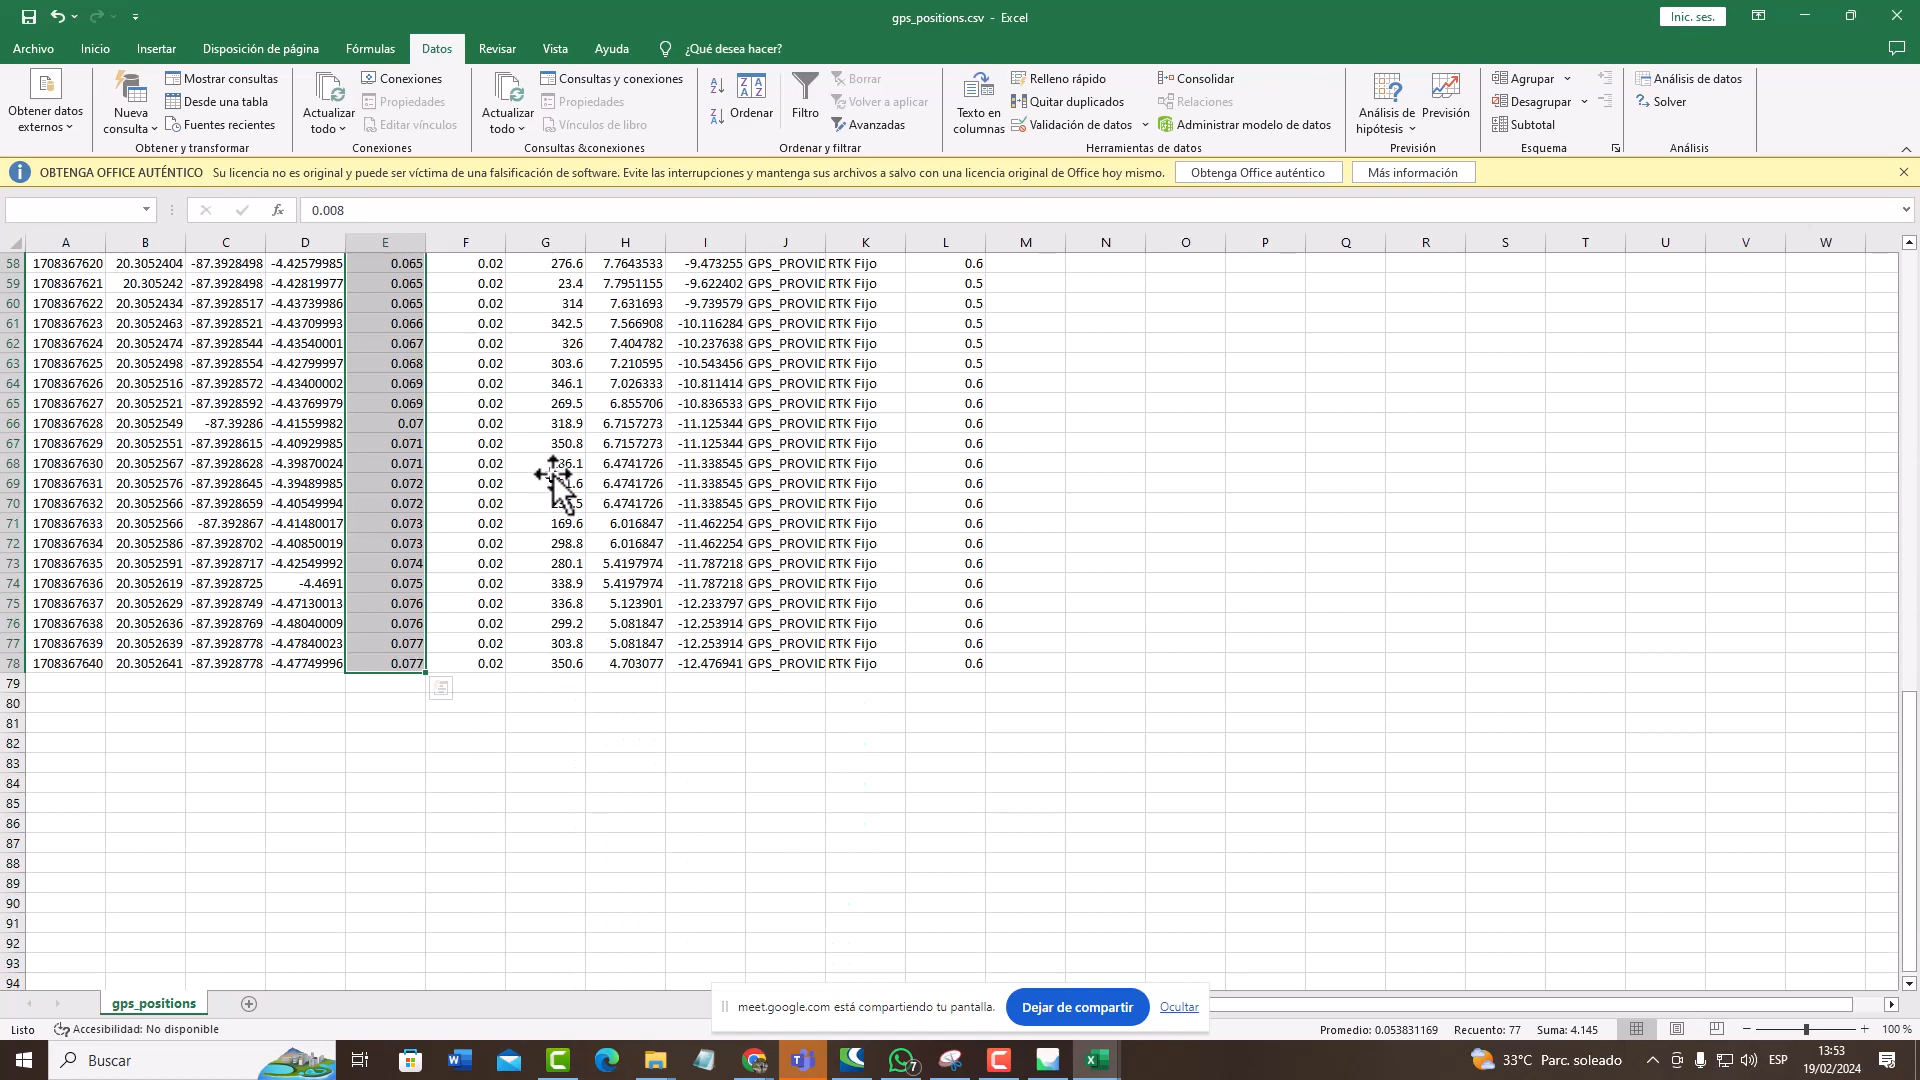 gps_positions.csv - Excel
Inic. ses.
Archivo Inicio Insertar Disposición de página Fórmulas Datos Revisar Vista Ayuda ¿Qué desea hacer?
Obtener datos externos
Nueva consulta
Mostrar consultas
Desde una tabla
Fuentes recientes
Obtener y transformar
Actualizar todo
Conexiones
Propiedades
Editar vínculos
Conexiones
Actualizar todo
Consultas y conexiones
Propiedades
Vínculos de libro
Consultas &conexiones
Ordenar
Filtro
Borrar
Volver a aplicar
Avanzadas
Ordenar y filtrar
Texto en columnas
Relleno rápido
Quitar duplicados
Validación de datos
Consolidar
Relaciones
Administrar modelo de datos
Herramientas de datos
Análisis de hipótesis
Previsión
Previsión
Agrupar
Desagrupar
Subtotal
Esquema
Análisis de datos
Solver
Análisis
OBTENGA OFFICE AUTÉNTICO Su licencia no es original y puede ser víctima de una falsificación de software. Evite las interrupciones y mantenga sus archivos a salvo con una licencia original de Office hoy mismo. Obtenga Office auténtico Más información
fx 0.008
A B C D E F G H I J K L M N O P Q R S T U V W
58 1708367620 20.3052404 -87.3928498 -4.42579985 0.065 0.02 276.6 7.7643533 -9.473255 GPS_PROVID RTK Fijo 0.6
59 1708367621 20.305242 -87.3928498 -4.42819977 0.065 0.02 23.4 7.7951155 -9.622402 GPS_PROVID RTK Fijo 0.5
60 1708367622 20.3052434 -87.3928517 -4.43739986 0.065 0.02 314 7.631693 -9.739579 GPS_PROVID RTK Fijo 0.5
61 1708367623 20.3052463 -87.3928521 -4.43709993 0.066 0.02 342.5 7.566908 -10.116284 GPS_PROVID RTK Fijo 0.5
62 1708367624 20.3052474 -87.3928544 -4.43540001 0.067 0.02 326 7.404782 -10.237638 GPS_PROVID RTK Fijo 0.5
63 1708367625 20.3052498 -87.3928554 -4.42799997 0.068 0.02 303.6 7.210595 -10.543456 GPS_PROVID RTK Fijo 0.5
64 1708367626 20.3052516 -87.3928572 -4.43400002 0.069 0.02 346.1 7.026333 -10.811414 GPS_PROVID RTK Fijo 0.6
65 1708367627 20.3052521 -87.3928592 -4.43769979 0.069 0.02 269.5 6.855706 -10.836533 GPS_PROVID RTK Fijo 0.6
66 1708367628 20.3052549 -87.39286 -4.41559982 0.07 0.02 318.9 6.7157273 -11.125344 GPS_PROVID RTK Fijo 0.6
67 1708367629 20.3052551 -87.3928615 -4.40929985 0.071 0.02 350.8 6.7157273 -11.125344 GPS_PROVID RTK Fijo 0.6
68 1708367630 20.3052567 -87.3928628 -4.39870024 0.071 0.02 6.4741726 -11.338545 GPS_PROVID RTK Fijo 0.6
69 1708367631 20.3052576 -87.3928645 -4.39489985 0.072 0.02 6.4741726 -11.338545 GPS_PROVID RTK Fijo 0.6
70 1708367632 20.3052566 -87.3928659 -4.40549994 0.072 0.02 6.4741726 -11.338545 GPS_PROVID RTK Fijo 0.6
71 1708367633 20.3052566 -87.392867 -4.41480017 0.073 0.02 169.6 6.016847 -11.462254 GPS_PROVID RTK Fijo 0.6
72 1708367634 20.3052586 -87.3928702 -4.40850019 0.073 0.02 298.8 6.016847 -11.462254 GPS_PROVID RTK Fijo 0.6
73 1708367635 20.3052591 -87.3928717 -4.42549992 0.074 0.02 280.1 5.4197974 -11.787218 GPS_PROVID RTK Fijo 0.6
74 1708367636 20.3052619 -87.3928725 -4.4691 0.075 0.02 338.9 5.4197974 -11.787218 GPS_PROVID RTK Fijo 0.6
75 1708367637 20.3052629 -87.3928749 -4.47130013 0.076 0.02 336.8 5.123901 -12.233797 GPS_PROVID RTK Fijo 0.6
76 1708367638 20.3052636 -87.3928769 -4.48040009 0.076 0.02 299.2 5.081847 -12.253914 GPS_PROVID RTK Fijo 0.6
77 1708367639 20.3052639 -87.3928778 -4.47840023 0.077 0.02 303.8 5.081847 -12.253914 GPS_PROVID RTK Fijo 0.6
78 1708367640 20.3052641 -87.3928778 -4.47749996 0.077 0.02 350.6 4.703077 -12.476941 GPS_PROVID RTK Fijo 0.6
79
80
81
82
83
84
85
86
87
88
89
90
91
92
93
94
gps_positions
meet.google.com está compartiendo tu pantalla. Dejar de compartir Ocultar
Listo Accesibilidad: No disponible Promedio: 0.053831169 Recuento: 77 Suma: 4.145 100 %
Buscar 7 33°C Parc. soleado ESP 13:53
19/02/2024